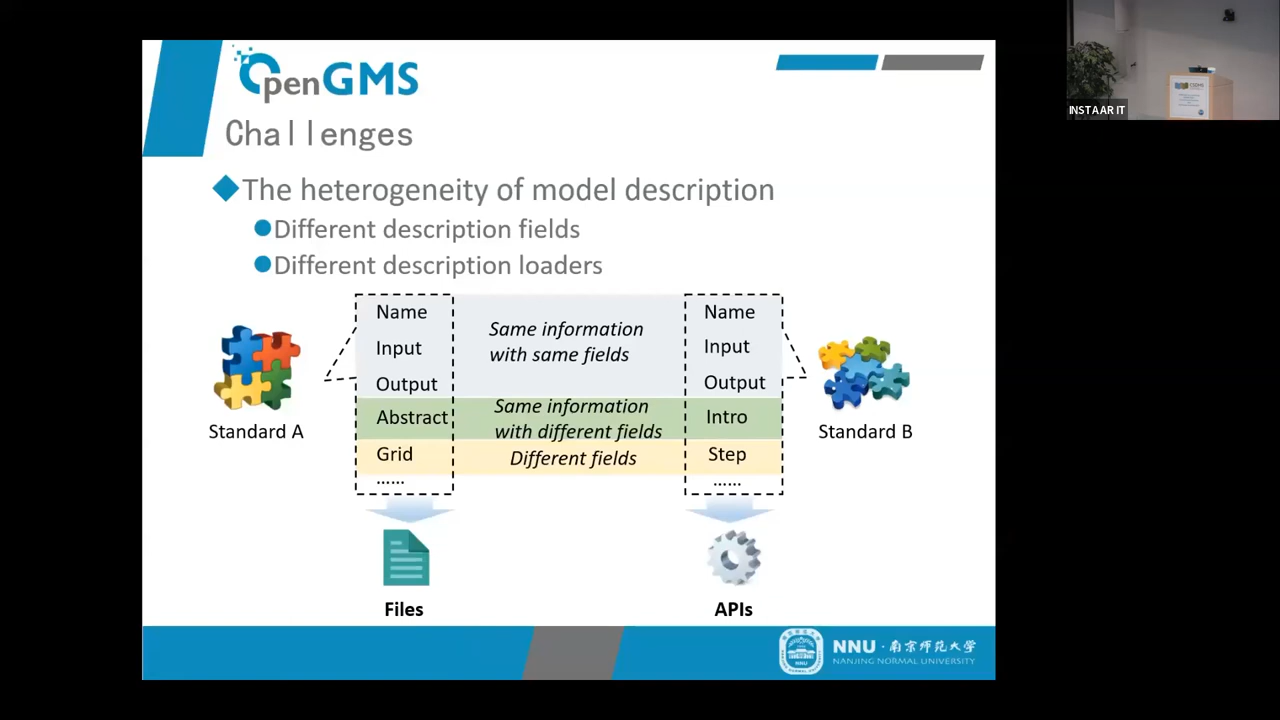 OpenGMS
Challenges
The heterogeneity of model description
Different description fields
Different description loaders
Name
Input
Output
Abstract
Grid
......
Same information
with same fields
Same information
with different fields
Different fields
Name
Input
Output
Intro
Step
......
Standard A
Standard B
Files
APIs
NNU · 南京师范大学
NANJING NORMAL UNIVERSITY
NNU
INSTAAR IT
CSDMS